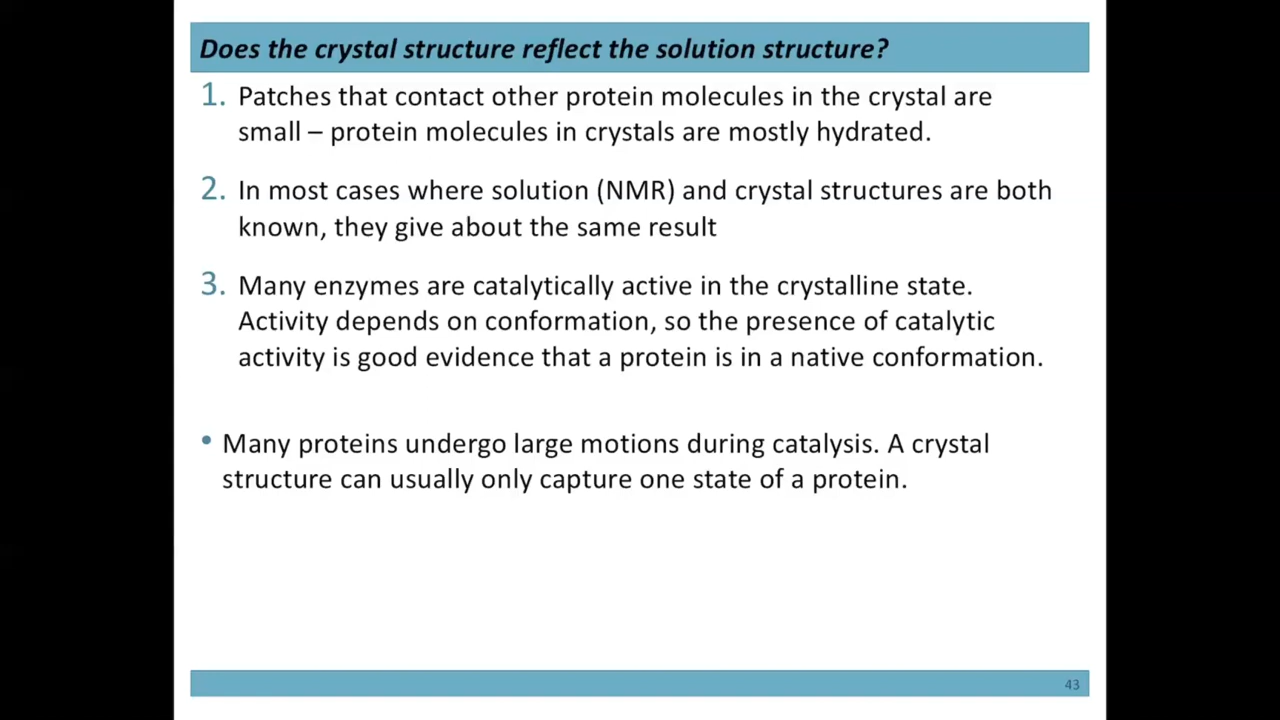 Does the crystal structure reflect the solution structure?
1. Patches that contact other protein molecules in the crystal are
small – protein molecules in crystals are mostly hydrated.
2. In most cases where solution (NMR) and crystal structures are both
known, they give about the same result
3. Many enzymes are catalytically active in the crystalline state.
Activity depends on conformation, so the presence of catalytic
activity is good evidence that a protein is in a native conformation.
• Many proteins undergo large motions during catalysis. A crystal
structure can usually only capture one state of a protein.
43